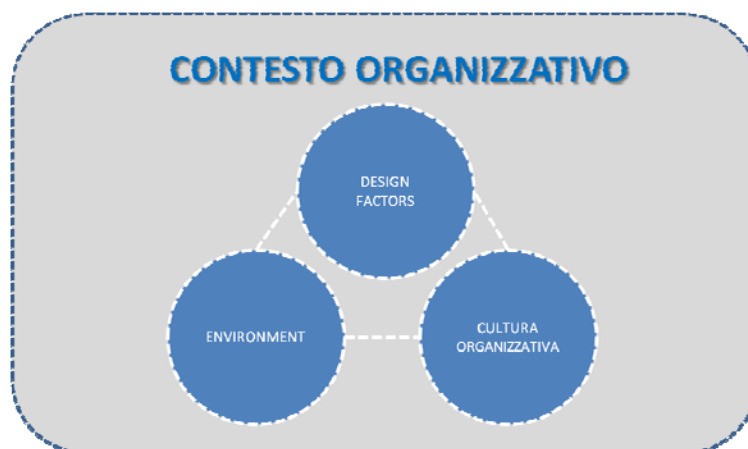 CONTESTO ORGANIZZATIVO
DESIGN
FACTORS
ENVIRONMENT
CULTURA
ORGANIZZATIVA